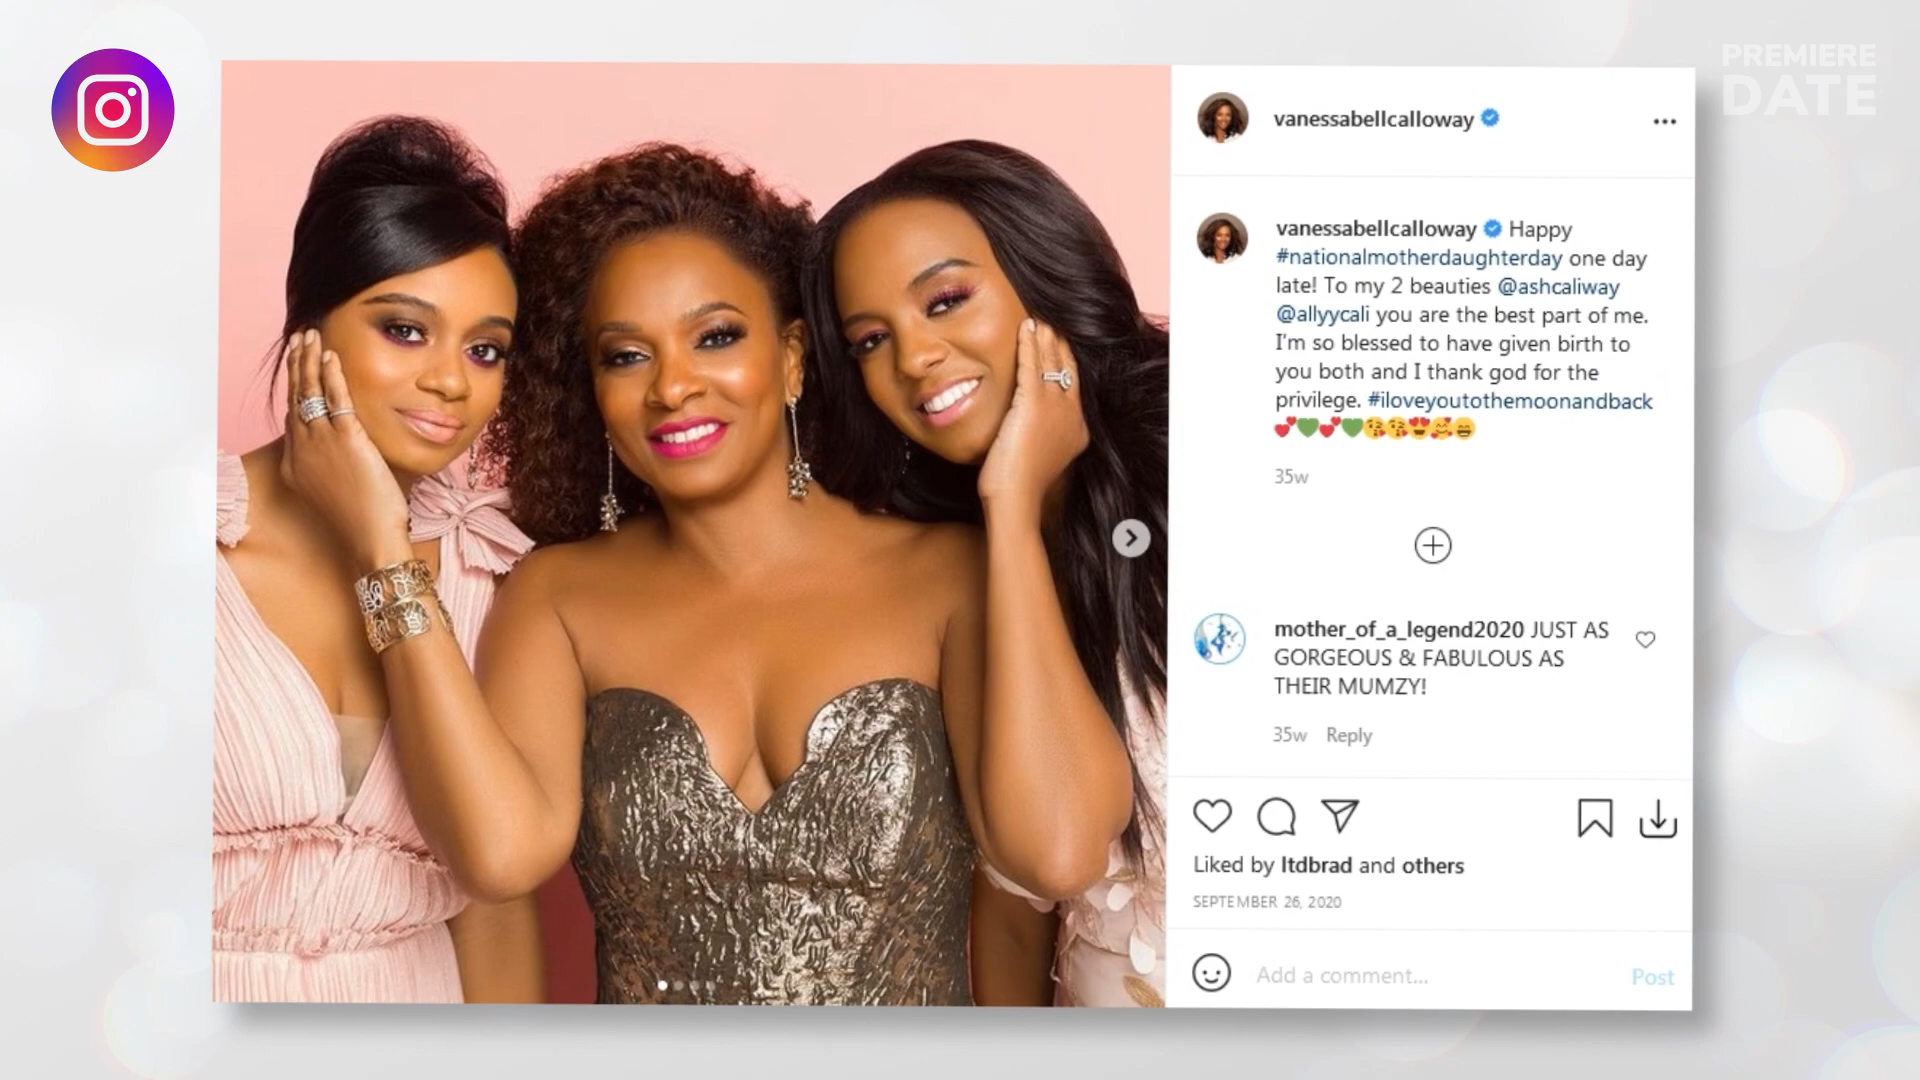 PREMIERE
DATE
vanessabellcalloway
vanessabellcalloway Happy
#nationalmotherdaughterday one day
late! To my 2 beauties @ashcaliway
@allyycali you are the best part of me.
I'm so blessed to have given birth to
you both and I thank god for the
privilege. #iloveyoutothemoonandback
💕💚💕💚😘😘😍🥰😄
35w
mother_of_a_legend2020 JUST AS
GORGEOUS & FABULOUS AS
THEIR MUMZY!
35w Reply
Liked by ltdbrad and others
SEPTEMBER 26, 2020
Add a comment... Post